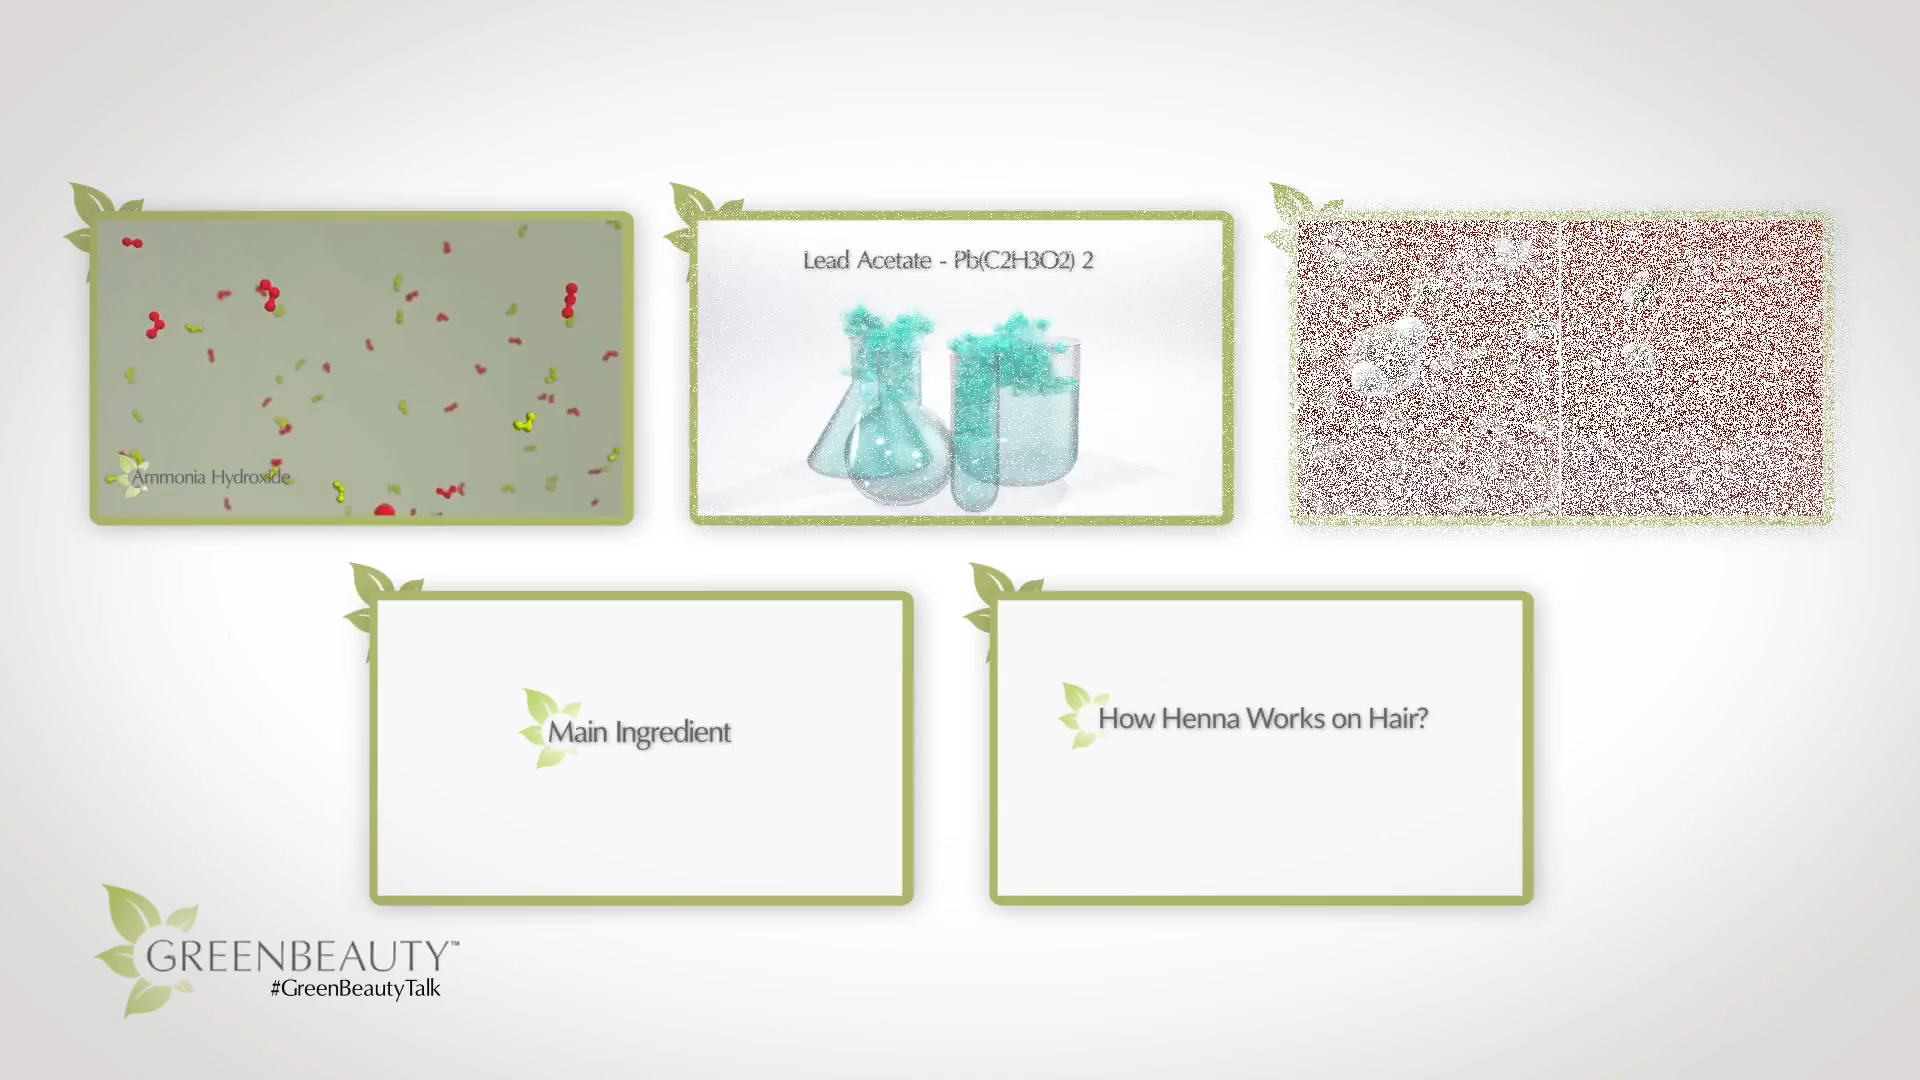 Lead Acetate - Pb(C2H3O2) 2
Ammonia Hydroxide
Main Ingredient
How Henna Works on Hair?
GREENBEAUTY™
#GreenBeautyTalk